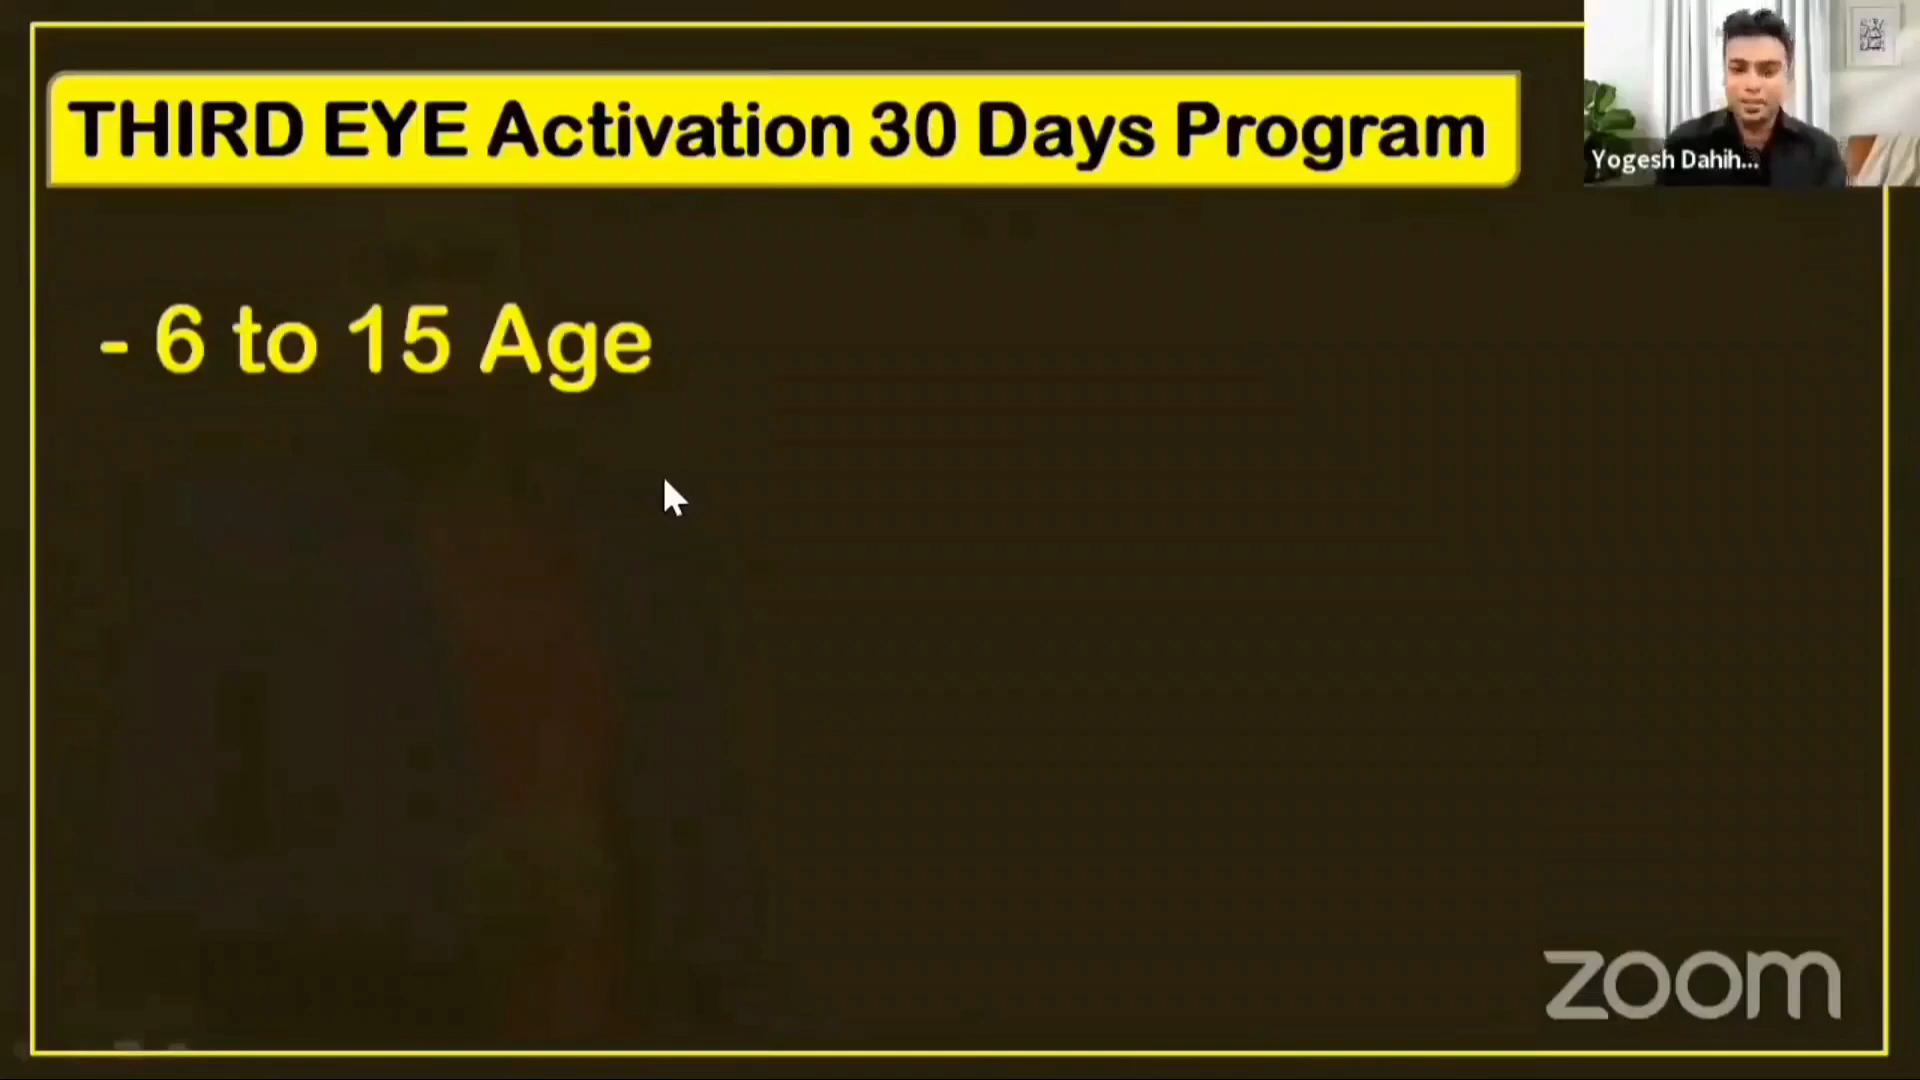 THIRD EYE Activation 30 Days Program
Yogesh Dahih...
- 6 to 15 Age
zoom